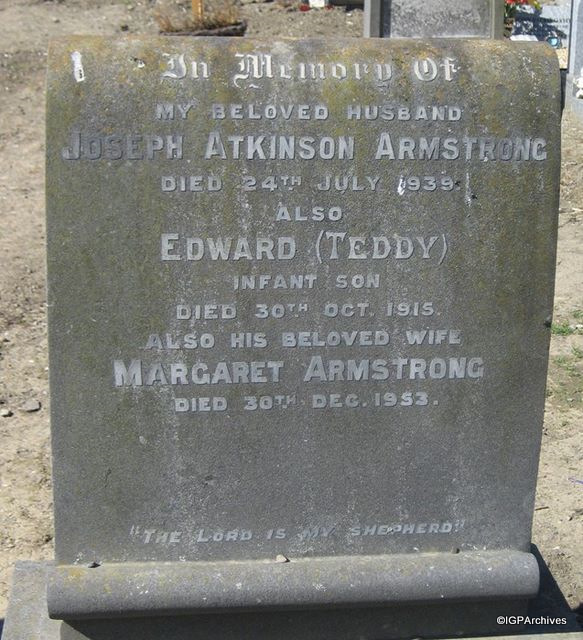 In Memory Of
MY BELOVED HUSBAND
JOSEPH ATKINSON ARMSTRONG
DIED 24TH JULY 1939.
ALSO
EDWARD (TEDDY)
INFANT SON
DIED 30TH OCT. 1915.
ALSO HIS BELOVED WIFE
MARGARET ARMSTRONG
DIED 30TH DEC. 1953.
"THE LORD IS MY SHEPHERD"
©IGPArchives